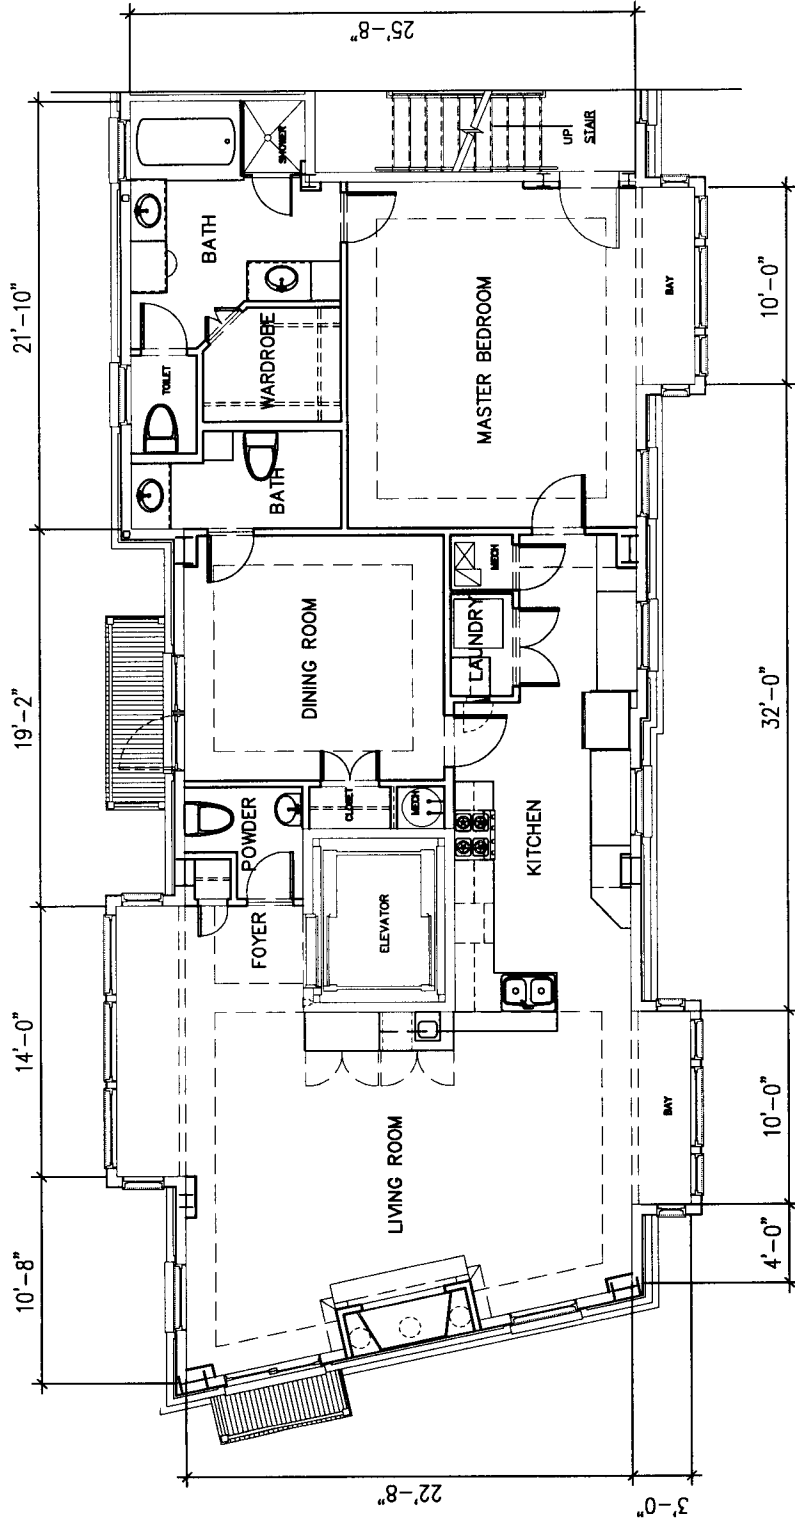 25'-8"
21'-10"
19'-2"
14'-0"
10'-8"
SHOWER
UP
STAIR
BATH
TOILET
WARDROBE
MASTER BEDROOM
BAY
10'-0"
BATH
DINING ROOM
MECH
LAUNDRY
32'-0"
POWDER
CLOSET
MECH
KITCHEN
FOYER
ELEVATOR
LIVING ROOM
BAY
10'-0"
4'-0"
22'-8"
3'-0"